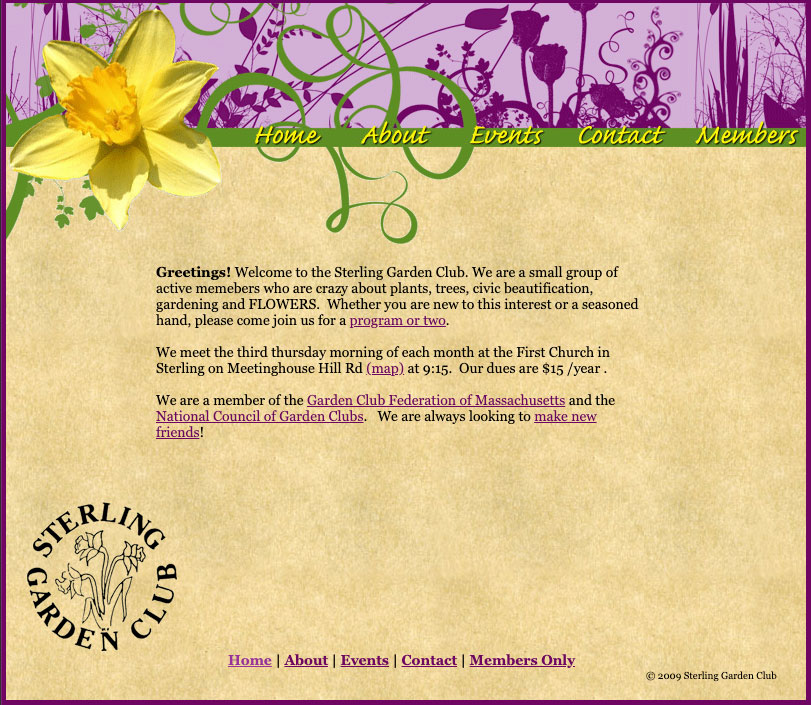 Home About Events Contact Members
Greetings! Welcome to the Sterling Garden Club. We are a small group of
active memebers who are crazy about plants, trees, civic beautification,
gardening and FLOWERS.  Whether you are new to this interest or a seasoned
hand, please come join us for a program or two.
We meet the third thursday morning of each month at the First Church in
Sterling on Meetinghouse Hill Rd (map) at 9:15.  Our dues are $15 /year .
We are a member of the Garden Club Federation of Massachusetts and the
National Council of Garden Clubs.   We are always looking to make new
friends!
STERLING GARDEN CLUB
Home | About | Events | Contact | Members Only
© 2009 Sterling Garden Club